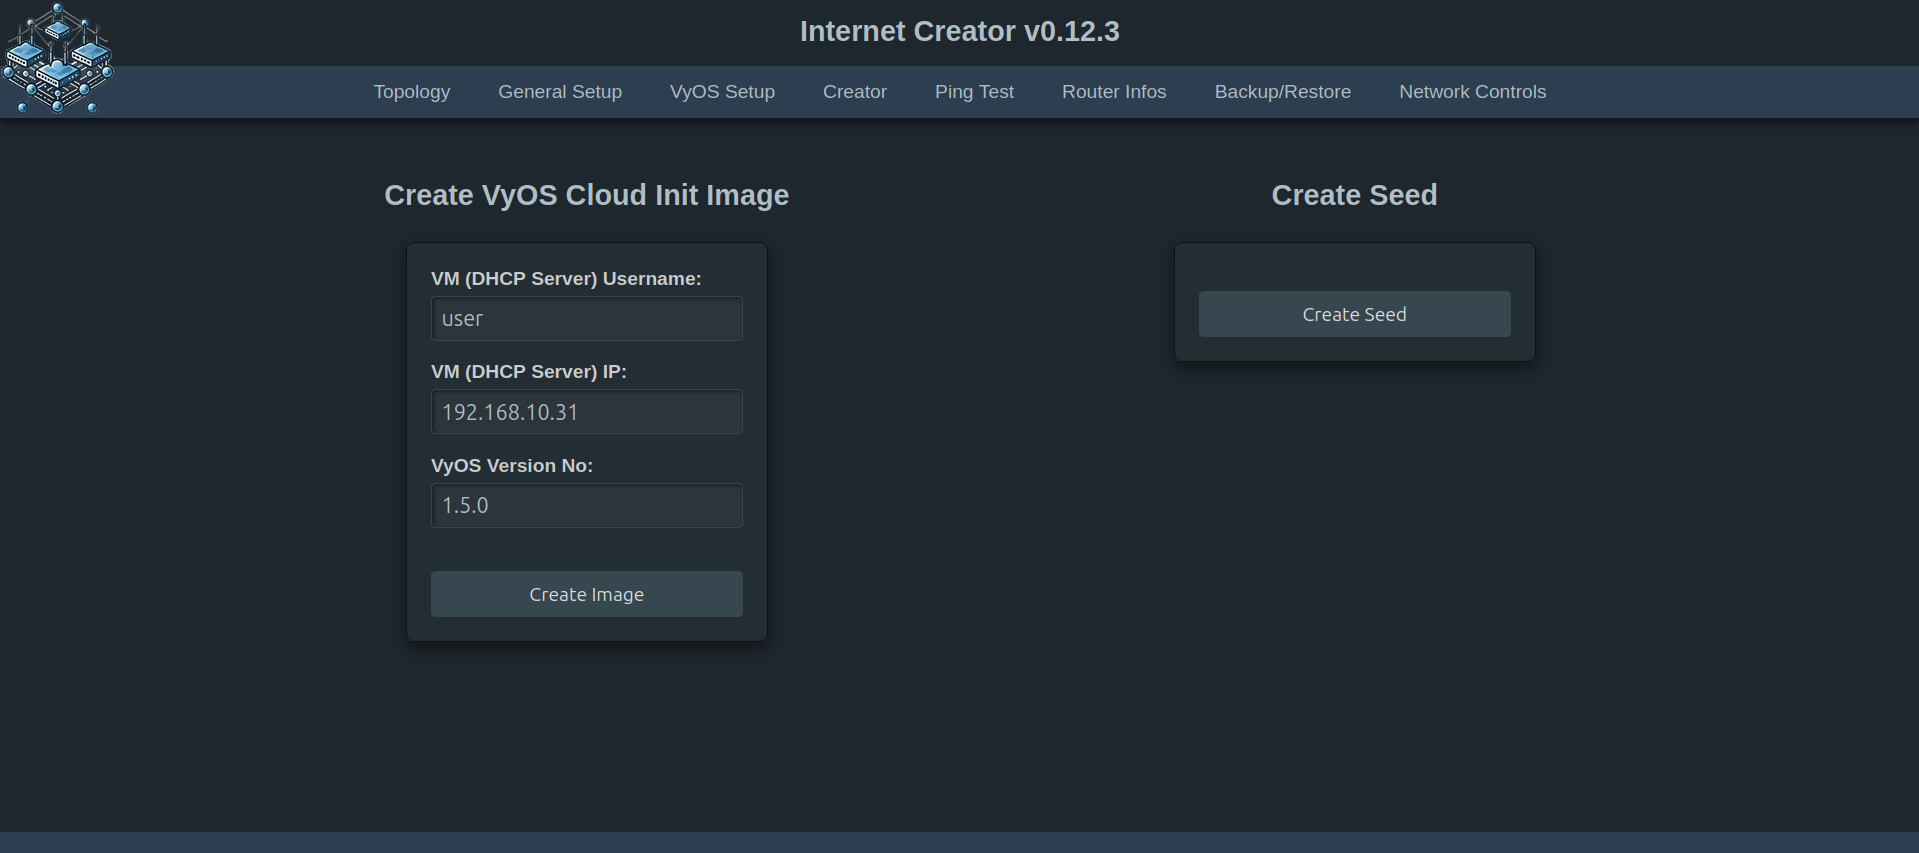 Internet Creator v0.12.3
Topology General Setup VyOS Setup Creator Ping Test Router Infos Backup/Restore Network Controls
Create VyOS Cloud Init Image
VM (DHCP Server) Username:
user
VM (DHCP Server) IP:
192.168.10.31
VyOS Version No:
1.5.0
Create Image
Create Seed
Create Seed